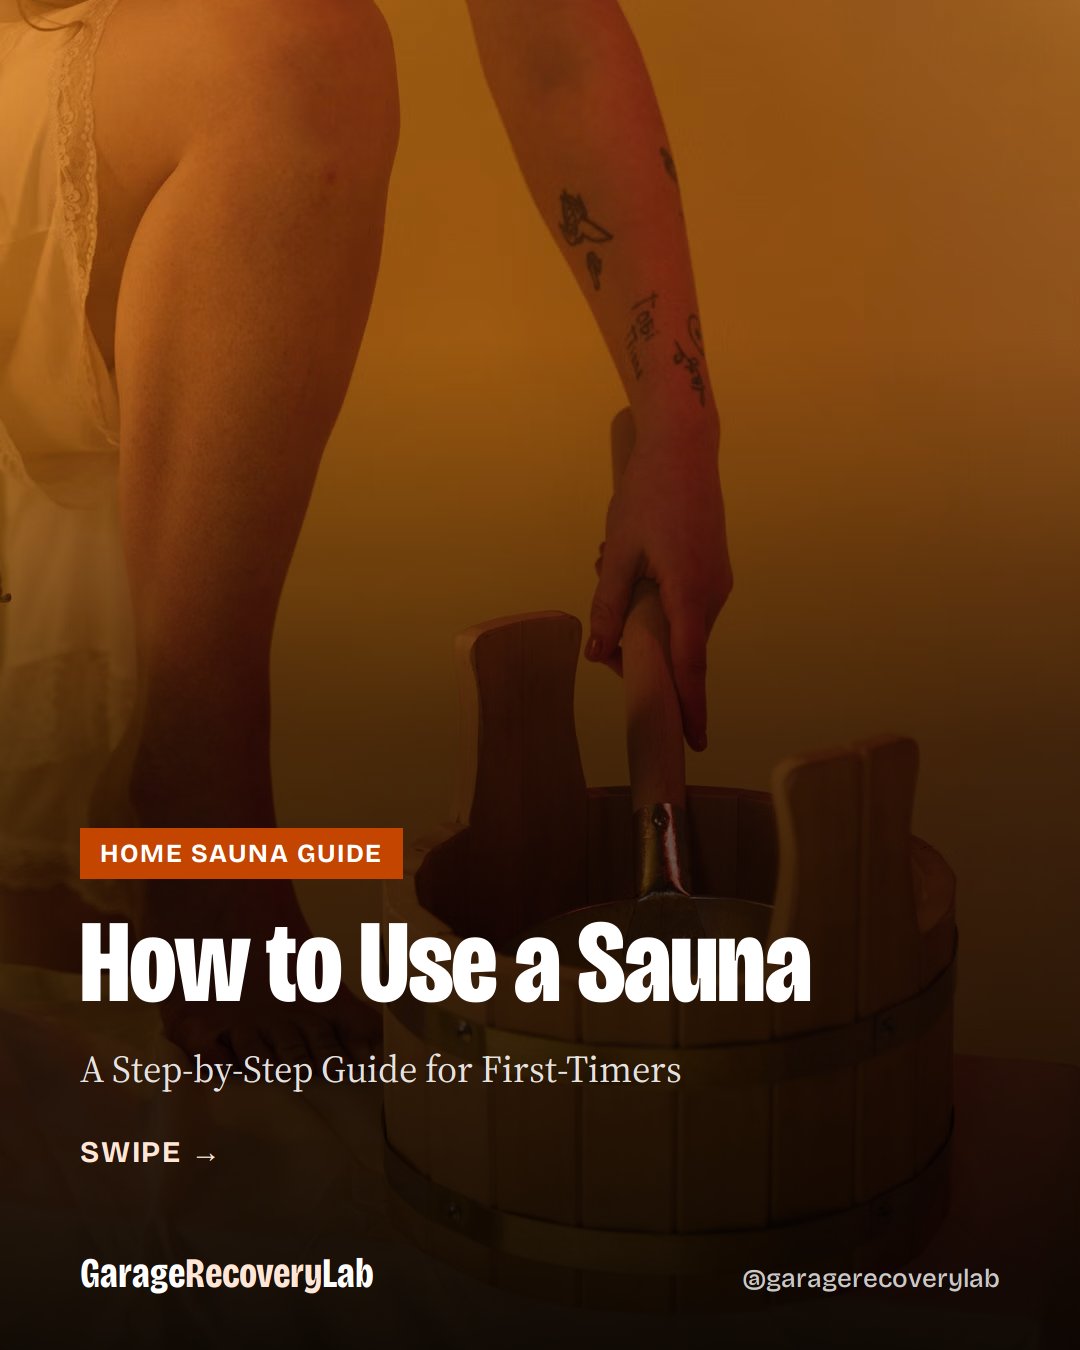 HOME SAUNA GUIDE
How to Use a Sauna
A Step-by-Step Guide for First-Timers
SWIPE →
GarageRecoveryLab
@garagerecoverylab